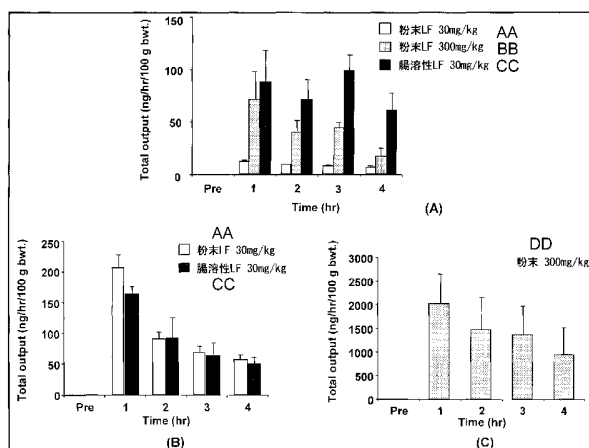 Total output (ng/hr/100 g bwt.)
150
100
50
0
粉末LF 30mg/kg AA
粉末LF 300mg/kg BB
腸溶性LF 30mg/kg CC
Pre 1 2 3 4
Time (hr)
(A)
AA
粉末LF 30mg/kg
腸溶性LF 30mg/kg
CC
Total output (ng/hr/100 g bwt.)
250
200
150
100
50
0
Pre 1 2 3 4
Time (hr)
(B)
DD
粉末 300mg/kg
Total output (ng/hr/100 g bwt.)
3000
2500
2000
1500
1000
500
0
Pre 1 2 3 4
Time (hr)
(C)